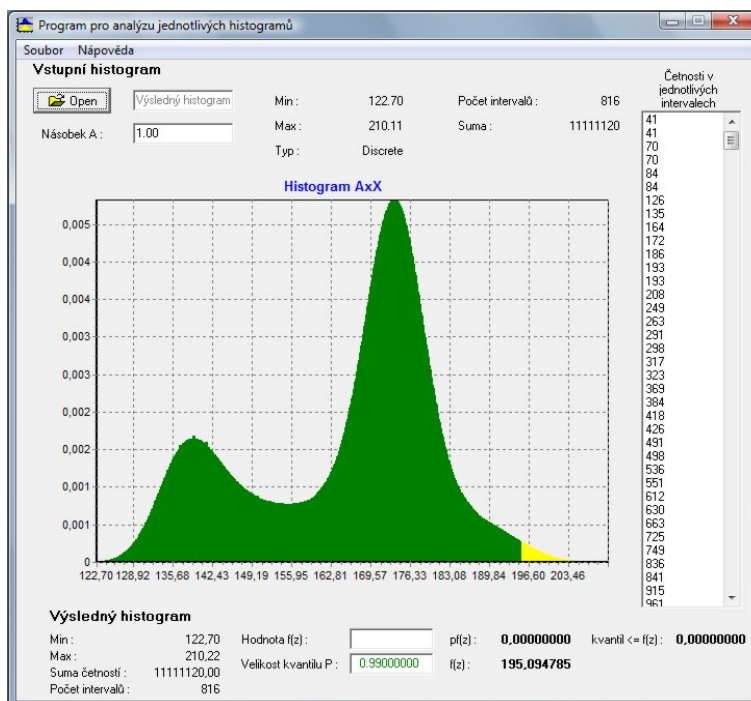 Program pro analýzu jednotlivých histogramů
Soubor Nápověda
Vstupní histogram
Open Výsledný histogram
Násobek A : 1.00
Min : 122.70
Max : 210.11
Typ : Discrete
Počet intervalů : 816
Suma : 11111120
Četnosti v
jednotlivých
intervalech
41
41
70
70
84
84
126
135
164
172
186
193
193
208
249
263
291
298
317
323
369
384
418
426
491
498
536
551
612
630
663
725
749
836
841
915
961
Histogram AxX
0,005
0,004
0,004
0,003
0,003
0,002
0,002
0,001
0,001
0
122,70 128,92 135,68 142,43 149,19 155,95 162,81 169,57 176,33 183,08 189,84 196,60 203,46
Výsledný histogram
Min : 122,70
Max : 210,22
Suma četností : 11111120,00
Počet intervalů : 816
Hodnota f(z) : pf(z) : 0,00000000 kvantil <= f(z) : 0,00000000
Velikost kvantilu P : 0.99000000 f(z) : 195,094785